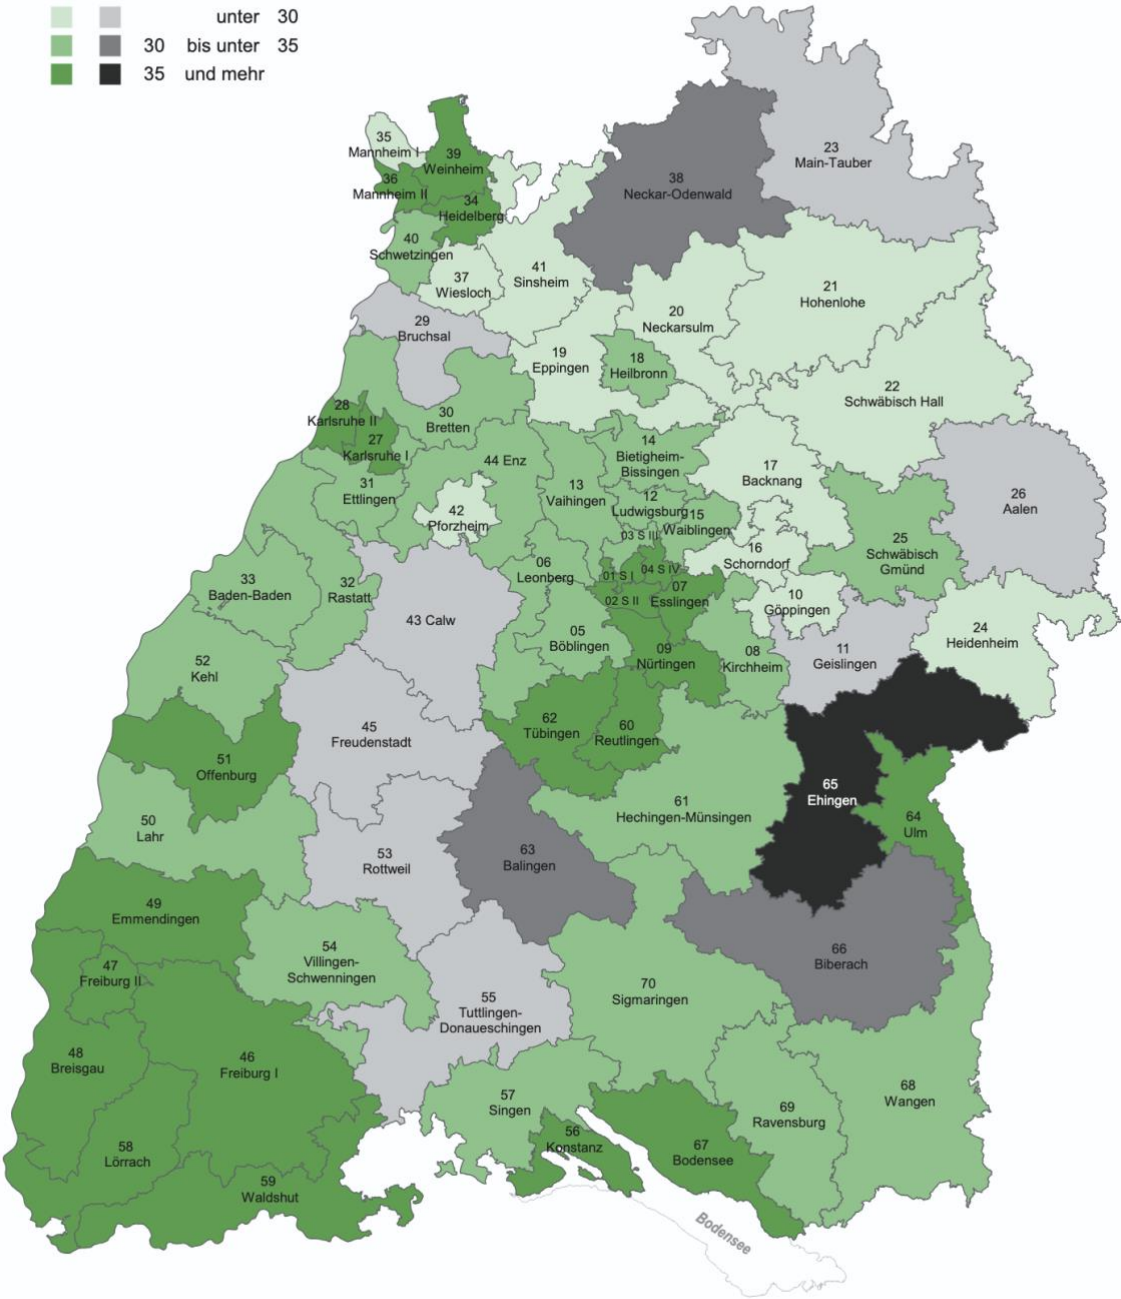 unter 30
30 bis unter 35
35 und mehr
35
Mannheim I
39
Weinheim
36
Mannheim II
34
Heidelberg
38
Neckar-Odenwald
23
Main-Tauber
40
Schwetzingen
37
Wiesloch
41
Sinsheim
21
Hohenlohe
29
Bruchsal
20
Neckarsulm
19
Eppingen
18
Heilbronn
22
Schwäbisch Hall
28
Karlsruhe II
27
Karlsruhe I
30
Bretten
44 Enz
14
Bietigheim-
Bissingen
17
Backnang
26
Aalen
31
Ettlingen
42
Pforzheim
13
Vaihingen
12
Ludwigsburg
15
Waiblingen
03 S III
16
Schorndorf
25
Schwäbisch
Gmünd
33
Baden-Baden
32
Rastatt
06
Leonberg
01 S I
04 S IV
02 S II
07
Esslingen
10
Göppingen
43 Calw
05
Böblingen
09
Nürtingen
08
Kirchheim
11
Geislingen
24
Heidenheim
52
Kehl
45
Freudenstadt
62
Tübingen
60
Reutlingen
51
Offenburg
65
Ehingen
61
Hechingen-Münsingen
64
Ulm
50
Lahr
53
Rottweil
63
Balingen
49
Emmendingen
54
Villingen-
Schwenningen
66
Biberach
47
Freiburg II
55
Tuttlingen-
Donaueschingen
70
Sigmaringen
48
Breisgau
46
Freiburg I
57
Singen
69
Ravensburg
68
Wangen
58
Lörrach
56
Konstanz
67
Bodensee
59
Waldshut
Bodensee